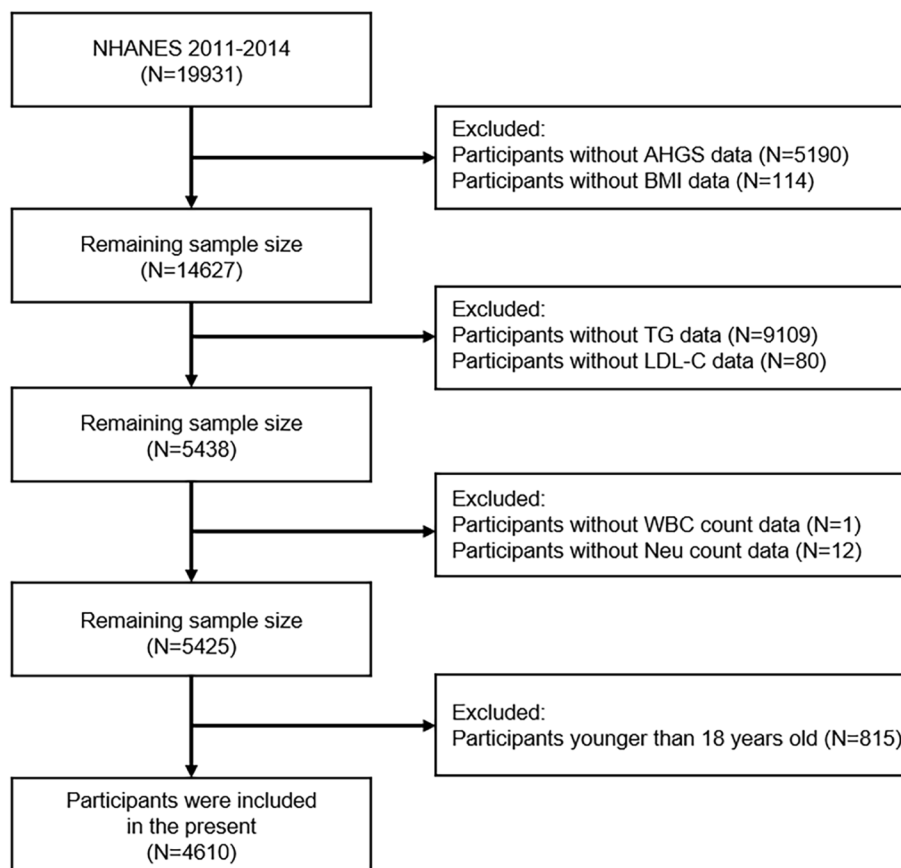 NHANES 2011-2014
(N=19931)
Excluded:
Participants without AHGS data (N=5190)
Participants without BMI data (N=114)
Remaining sample size
(N=14627)
Excluded:
Participants without TG data (N=9109)
Participants without LDL-C data (N=80)
Remaining sample size
(N=5438)
Excluded:
Participants without WBC count data (N=1)
Participants without Neu count data (N=12)
Remaining sample size
(N=5425)
Excluded:
Participants younger than 18 years old (N=815)
Participants were included
in the present
(N=4610)